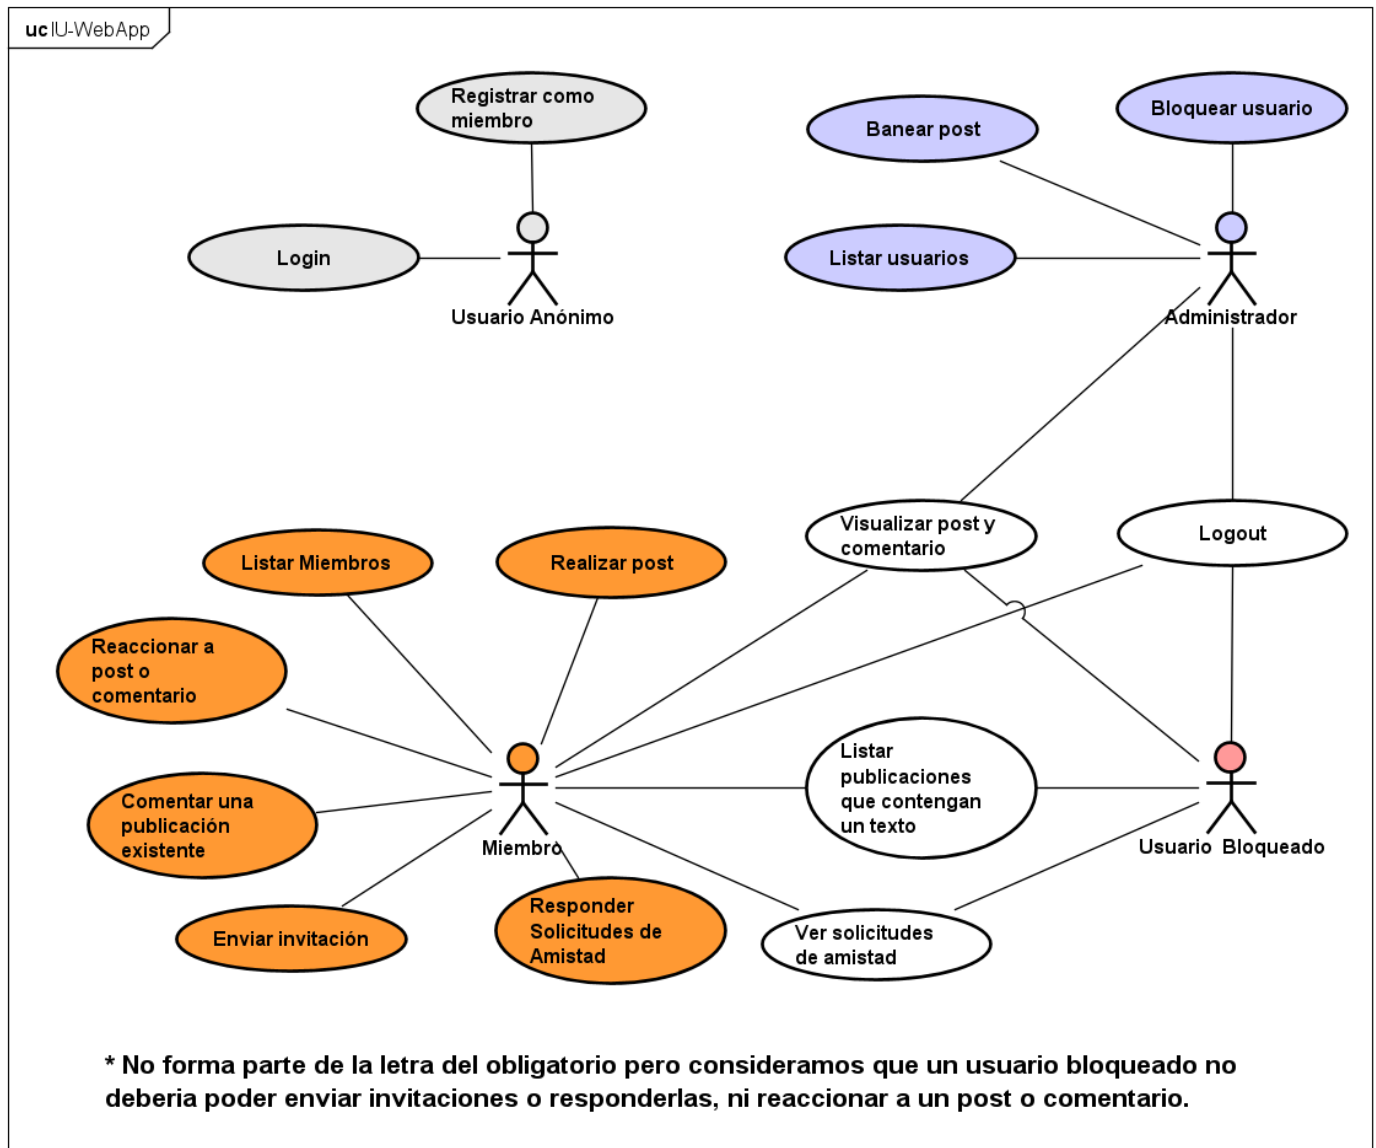 uc IU-WebApp
Registrar como
miembro
Banear post
Bloquear usuario
Login
Listar usuarios
Usuario Anónimo
Administrador
Visualizar post y
comentario
Logout
Listar Miembros
Realizar post
Reaccionar a
post o
comentario
Listar
publicaciones
que contengan
un texto
Comentar una
publicación
existente
Miembro
Usuario Bloqueado
Enviar invitación
Responder
Solicitudes de
Amistad
Ver solicitudes
de amistad
* No forma parte de la letra del obligatorio pero consideramos que un usuario bloqueado no
deberia poder enviar invitaciones o responderlas, ni reaccionar a un post o comentario.